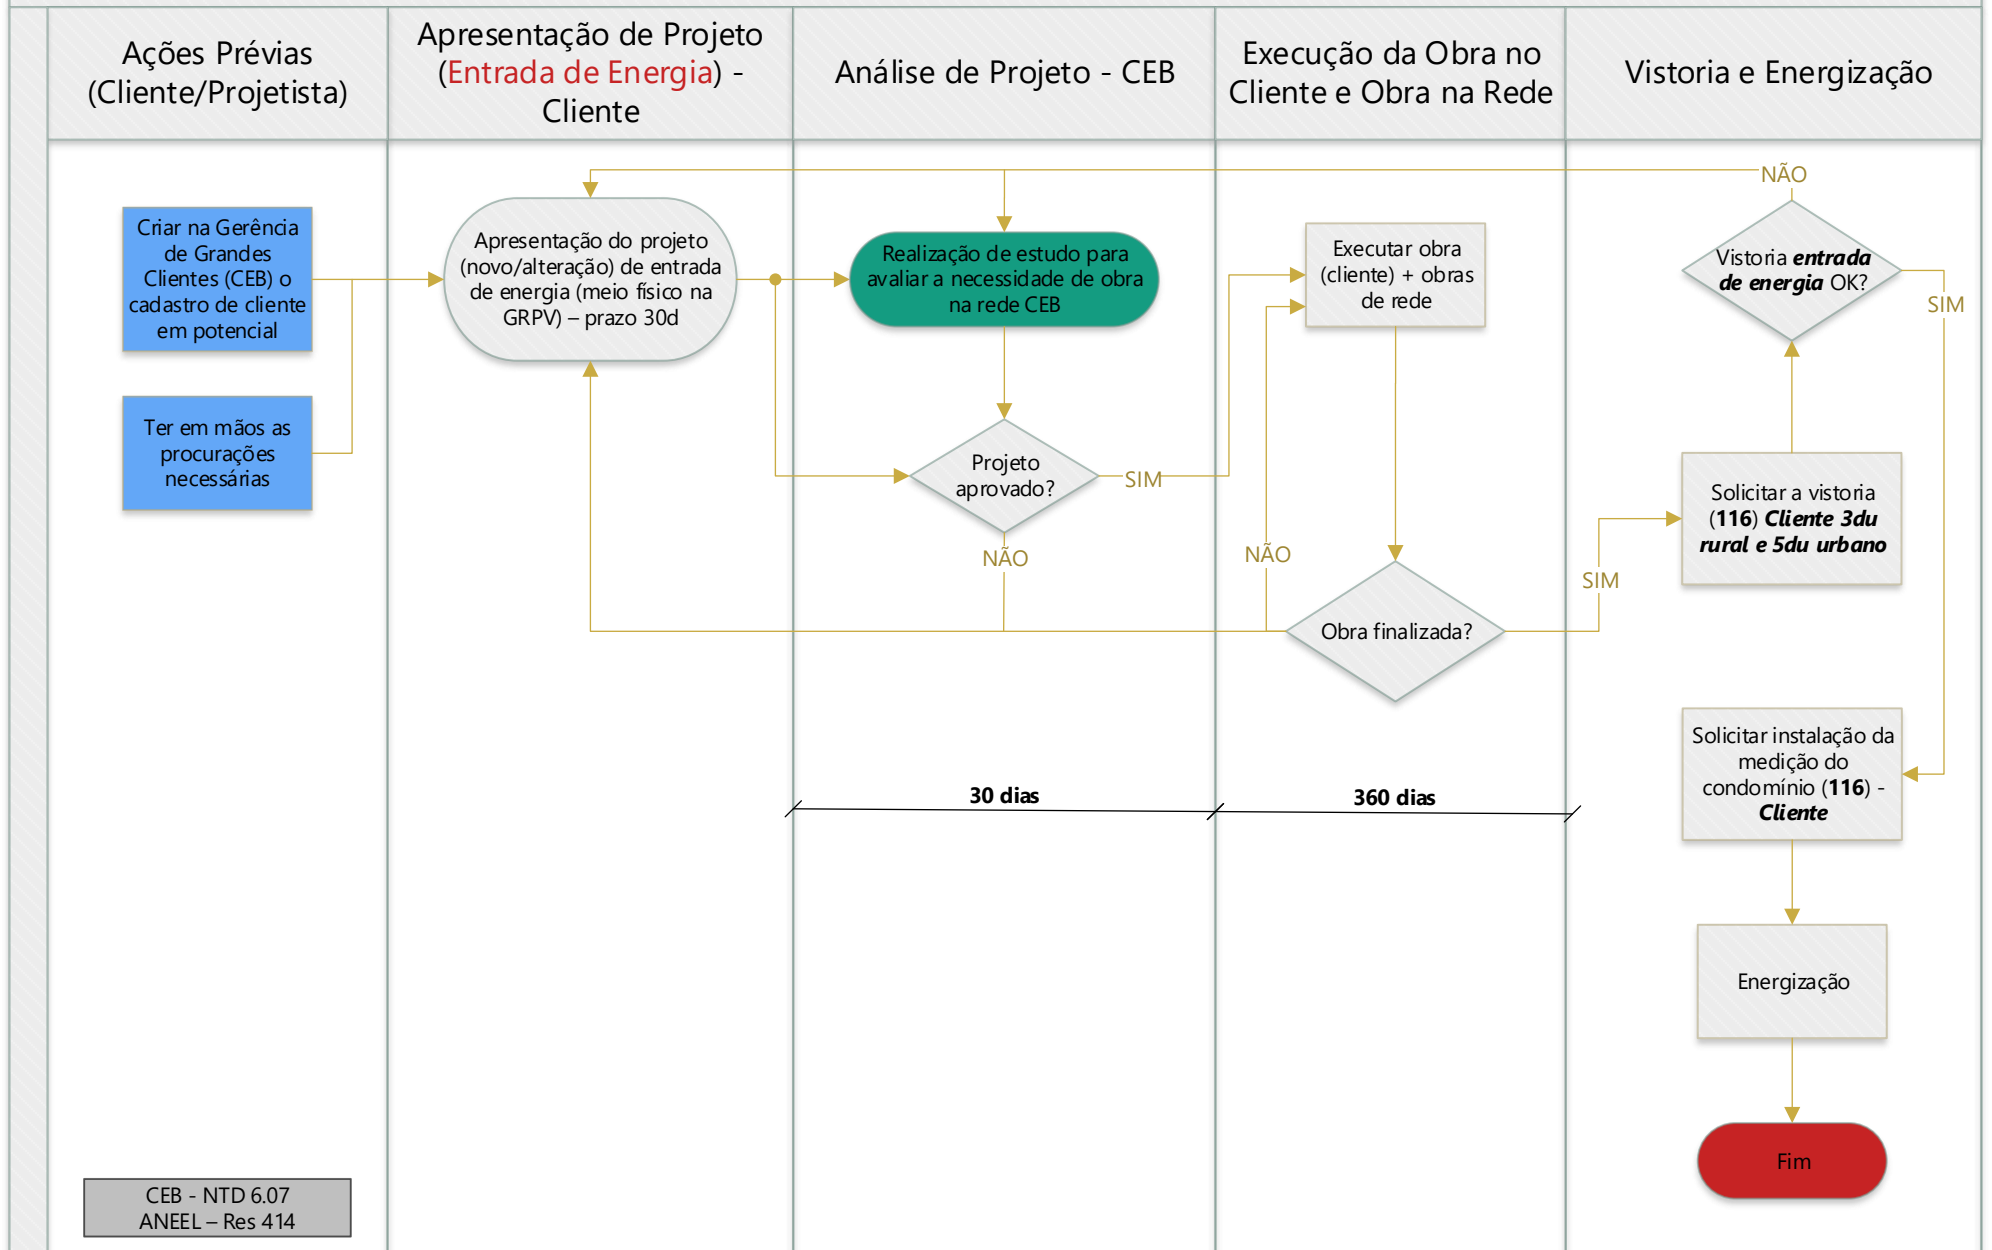 Ações Prévias
(Cliente/Projetista)
Apresentação de Projeto
(Entrada de Energia) -
Cliente
Análise de Projeto - CEB
Execução da Obra no
Cliente e Obra na Rede
Vistoria e Energização
Criar na Gerência
de Grandes
Clientes (CEB) o
cadastro de cliente
em potencial
Ter em mãos as
procurações
necessárias
Apresentação do projeto
(novo/alteração) de entrada
de energia (meio físico na
GRPV) – prazo 30d
Realização de estudo para
avaliar a necessidade de obra
na rede CEB
Projeto
aprovado?
SIM
NÃO
Executar obra
(cliente) + obras
de rede
NÃO
Obra finalizada?
SIM
NÃO
Vistoria entrada
de energia OK?
SIM
Solicitar a vistoria
(116) Cliente 3du
rural e 5du urbano
Solicitar instalação da
medição do
condomínio (116) -
Cliente
Energização
Fim
30 dias
360 dias
CEB - NTD 6.07
ANEEL – Res 414